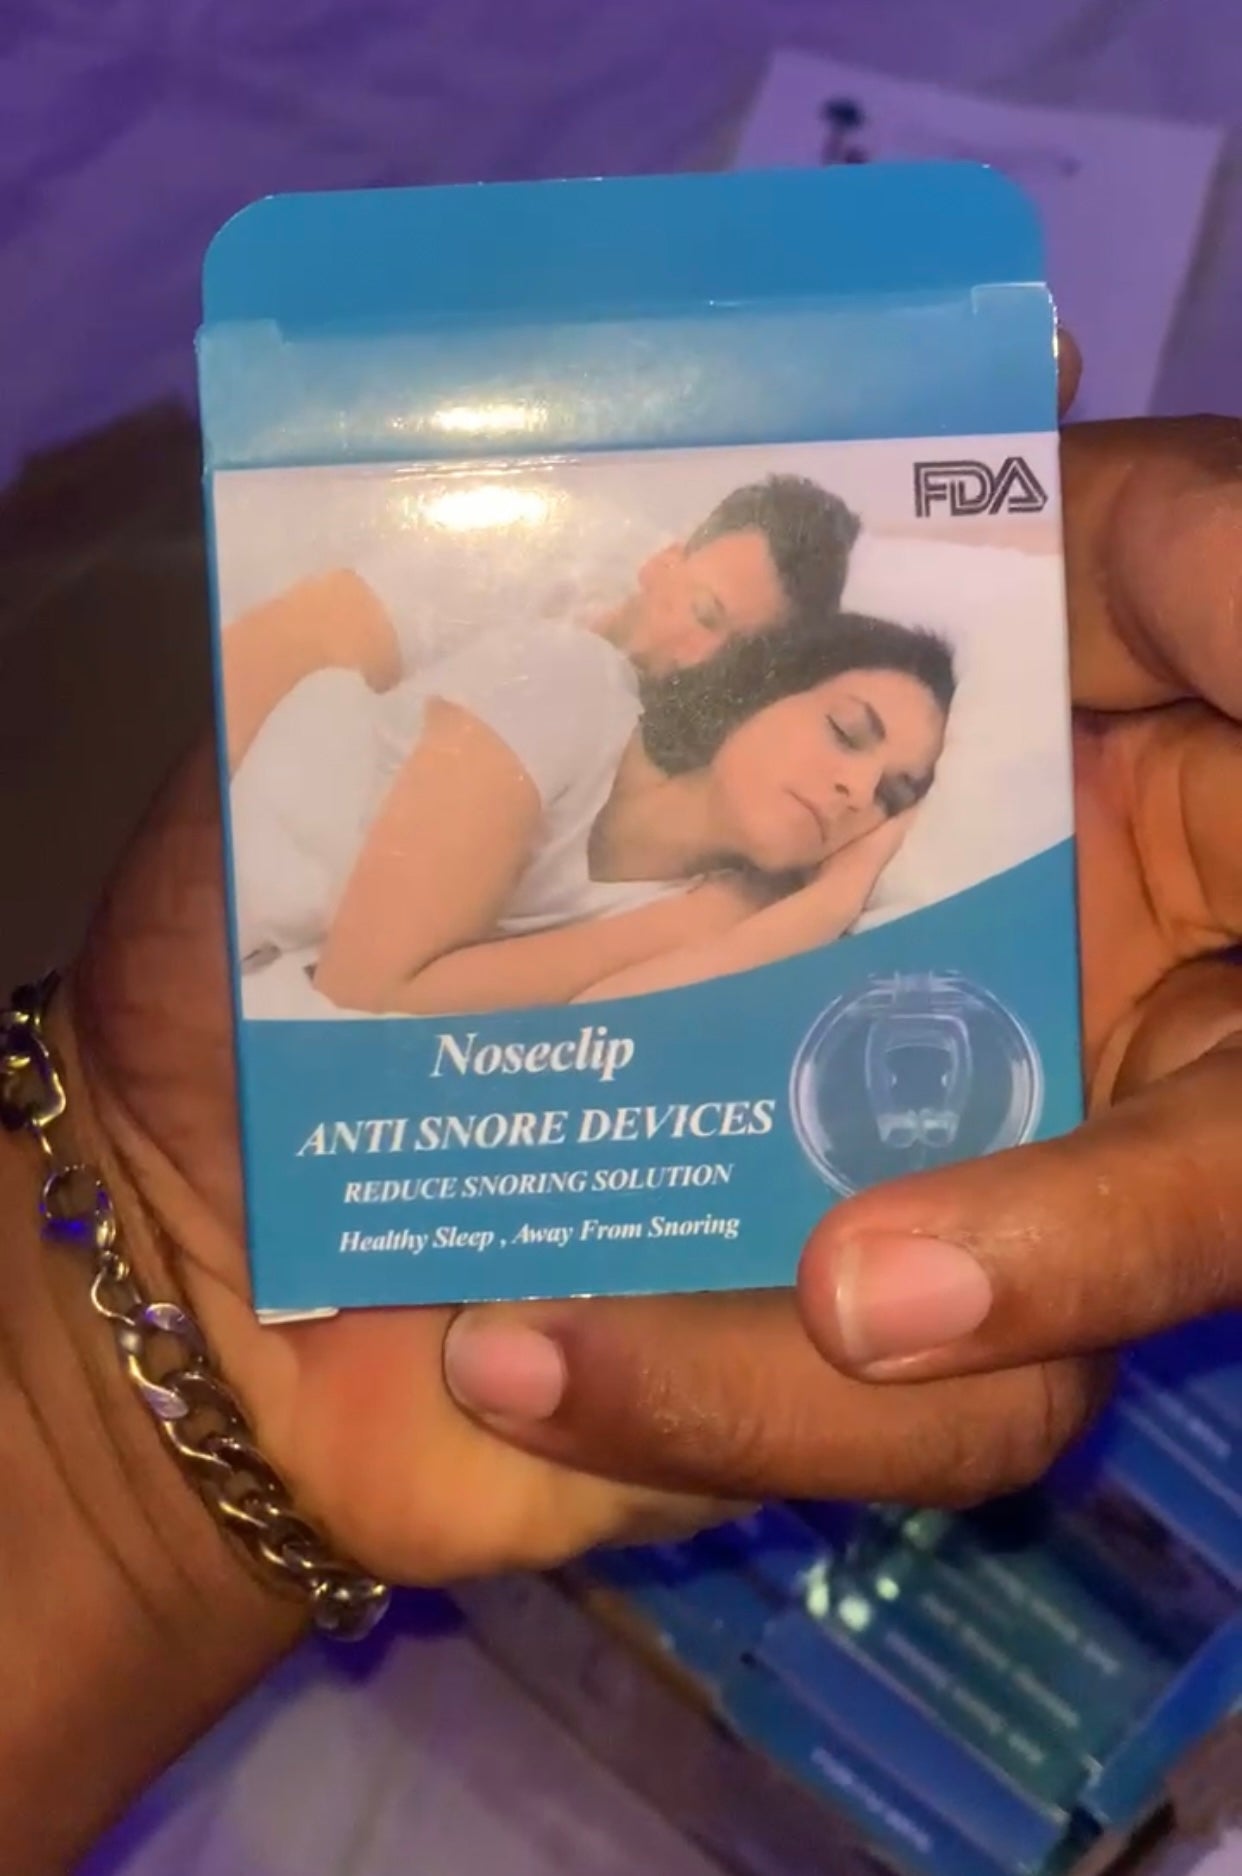 FDA
Noseclip
ANTI SNORE DEVICES
REDUCE SNORING SOLUTION
Healthy Sleep , Away From Snoring